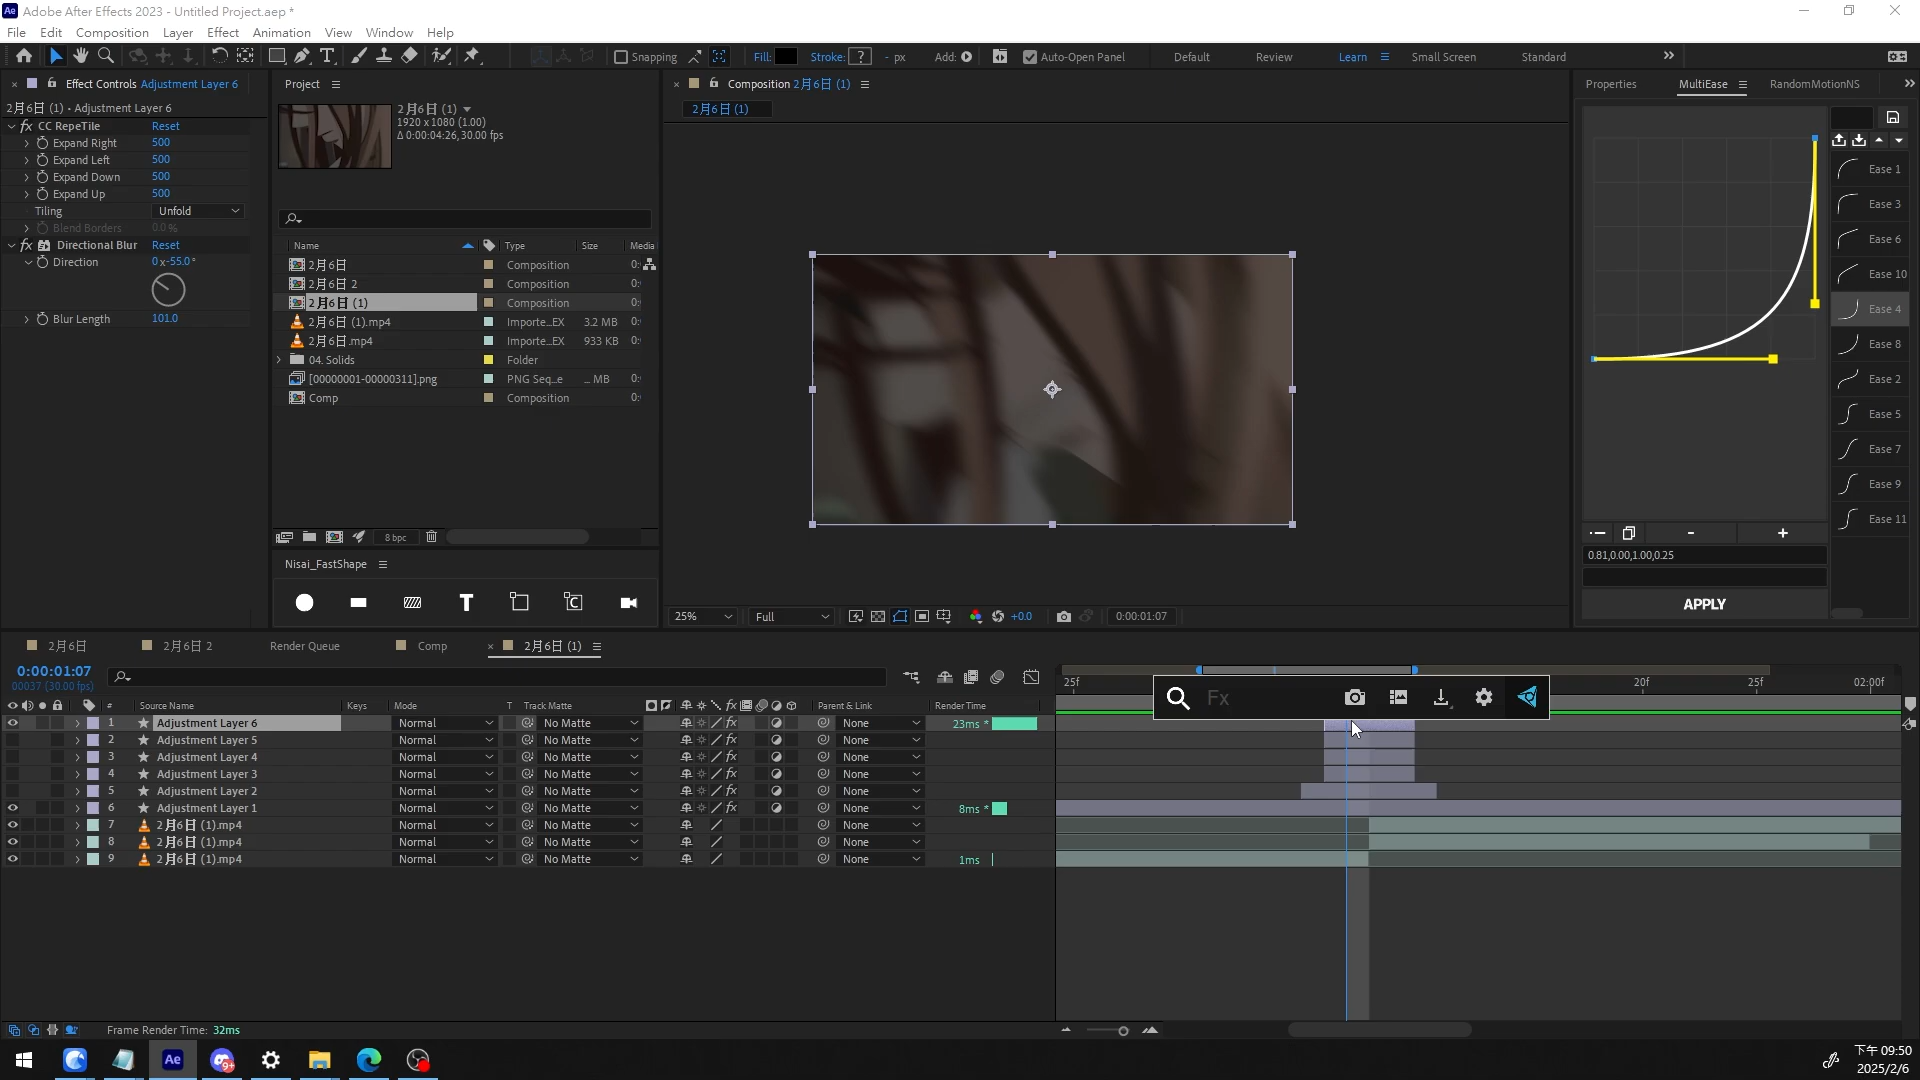 Ae Adobe After Effects 2023 - Untitled Project.aep *
File Edit Composition Layer Effect Animation View Window Help
Snapping Fill: Stroke: ? - px Add: Auto-Open Panel Default Review Learn Small Screen Standard
Effect Controls Adjustment Layer 6
2月6日 (1) • Adjustment Layer 6
fx CC RepeTile Reset
Expand Right 500
Expand Left 500
Expand Down 500
Expand Up 500
Tiling Unfold
Blend Borders 0.0 %
fx Directional Blur Reset
Direction 0 x -55.0 °
Blur Length 101.0
Project
2月6日 (1)
1920 x 1080 (1.00)
Δ 0:00:04:26, 30.00 fps
Name Type Size Media
2月6日 Composition 0:
2月6日 2 Composition 0:
2月6日 (1) Composition 0:
2月6日 (1).mp4 Importe...EX 3.2 MB 0:
2月6日.mp4 Importe...EX 933 KB 0:
04. Solids Folder
[00000001-00000311].png PNG Seq...e ... MB 0:
Comp Composition 0:
8 bpc
Nisai_FastShape
T
Composition 2月6日 (1)
2月6日 (1)
25% Full +0.0 0:00:01:07
Properties MultiEase RandomMotionNS
Ease 1
Ease 3
Ease 6
Ease 10
Ease 4
Ease 8
Ease 2
Ease 5
Ease 7
Ease 9
Ease 11
- +
0.81,0.00,1.00,0.25
APPLY
2月6日 2月6日 2 Render Queue Comp 2月6日 (1)
0:00:01:07
00037 (30.00 fps)
25f 20f 25f 02:00f
Fx
# Source Name Keys Mode T Track Matte fx Parent & Link Render Time
1 Adjustment Layer 6 Normal No Matte fx None 23ms *
2 Adjustment Layer 5 Normal No Matte fx None
3 Adjustment Layer 4 Normal No Matte fx None
4 Adjustment Layer 3 Normal No Matte fx None
5 Adjustment Layer 2 Normal No Matte fx None
6 Adjustment Layer 1 Normal No Matte fx None 8ms *
7 2月6日 (1).mp4 Normal No Matte None
8 2月6日 (1).mp4 Normal No Matte None
9 2月6日 (1).mp4 Normal No Matte None 1ms
Frame Render Time: 32ms
Ae 9+
下午 09:50
2025/2/6